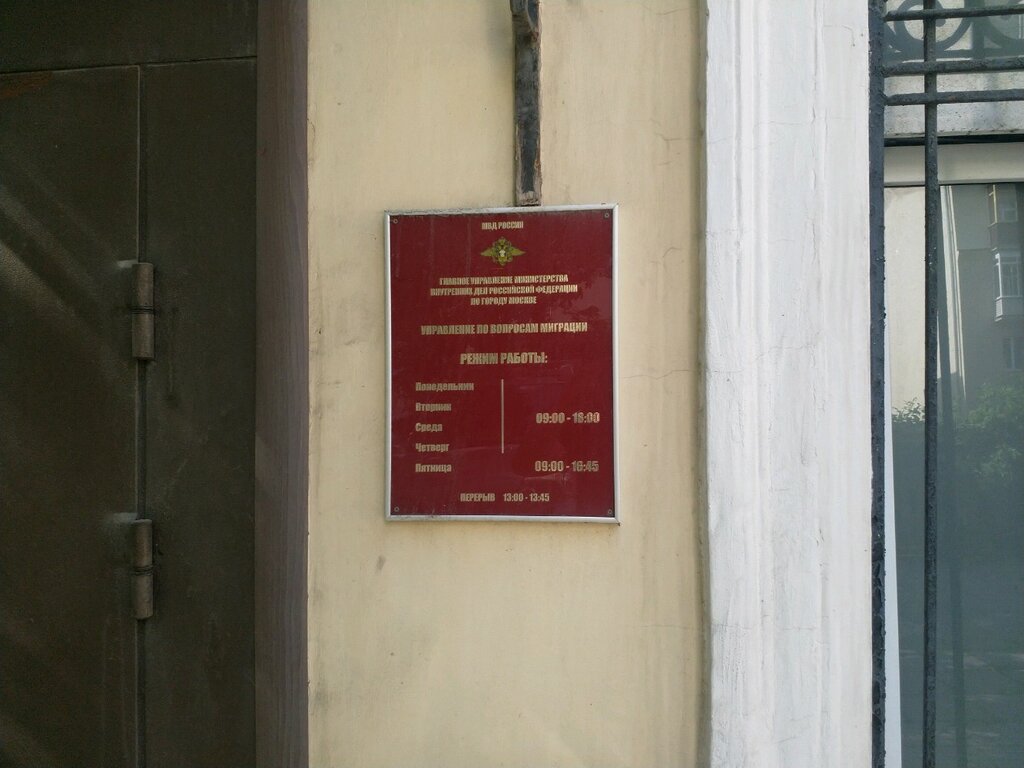 МВД РОССИИ
ГЛАВНОЕ УПРАВЛЕНИЕ МИНИСТЕРСТВА
ВНУТРЕННИХ ДЕЛ РОССИЙСКОЙ ФЕДЕРАЦИИ
ПО ГОРОДУ МОСКВЕ
УПРАВЛЕНИЕ ПО ВОПРОСАМ МИГРАЦИИ
РЕЖИМ РАБОТЫ:
Понедельник
Вторник
Среда
Четверг
09:00 - 18:00
Пятница 09:00 - 16:45
ПЕРЕРЫВ 13:00 - 13:45